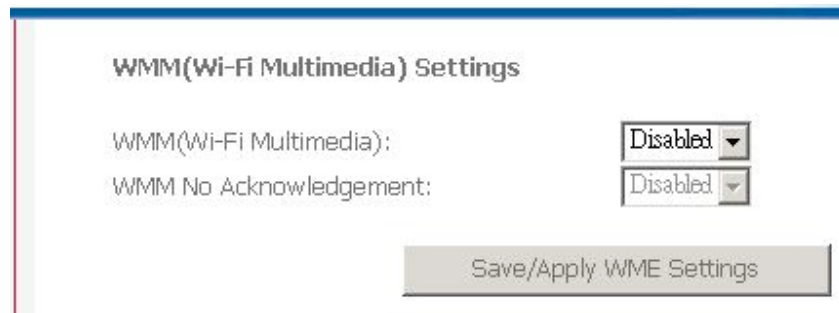 WMM(Wi-Fi Multimedia) Settings
WMM(Wi-Fi Multimedia): Disabled
WMM No Acknowledgement: Disabled
Save/Apply WME Settings